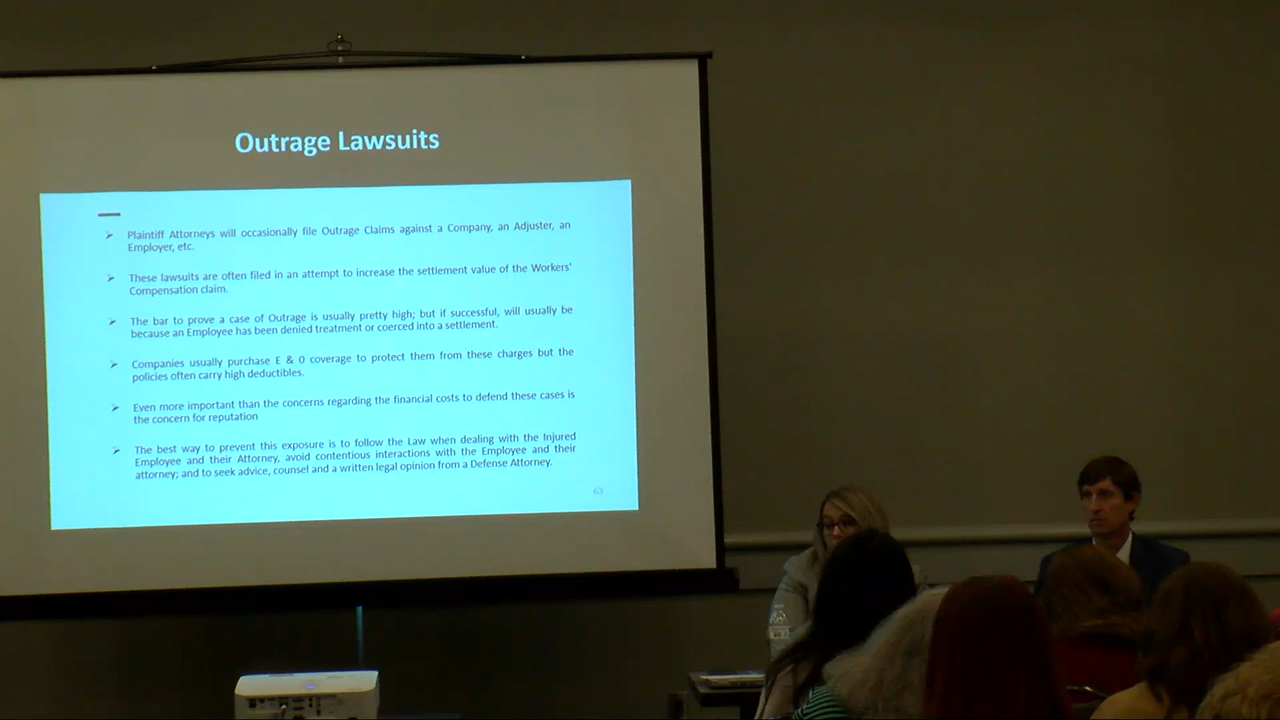 Outrage Lawsuits
Plaintiff Attorneys will occasionally file Outrage Claims against a Company, an Adjuster, an
Employer, etc.
These lawsuits are often filed in an attempt to increase the settlement value of the Workers'
Compensation claim.
The bar to prove a case of Outrage is usually pretty high; but if successful, will usually be
because an Employee has been denied treatment or coerced into a settlement.
Companies usually purchase E & 0 coverage to protect them from these charges but the
policies often carry high deductibles.
Even more important than the concerns regarding the financial costs to defend these cases is
the concern for reputation
The best way to prevent this exposure is to follow the Law when dealing with the Injured
Employee and their Attorney, avoid contentious interactions with the Employee and their
attorney; and to seek advice, counsel and a written legal opinion from a Defense Attorney.
63